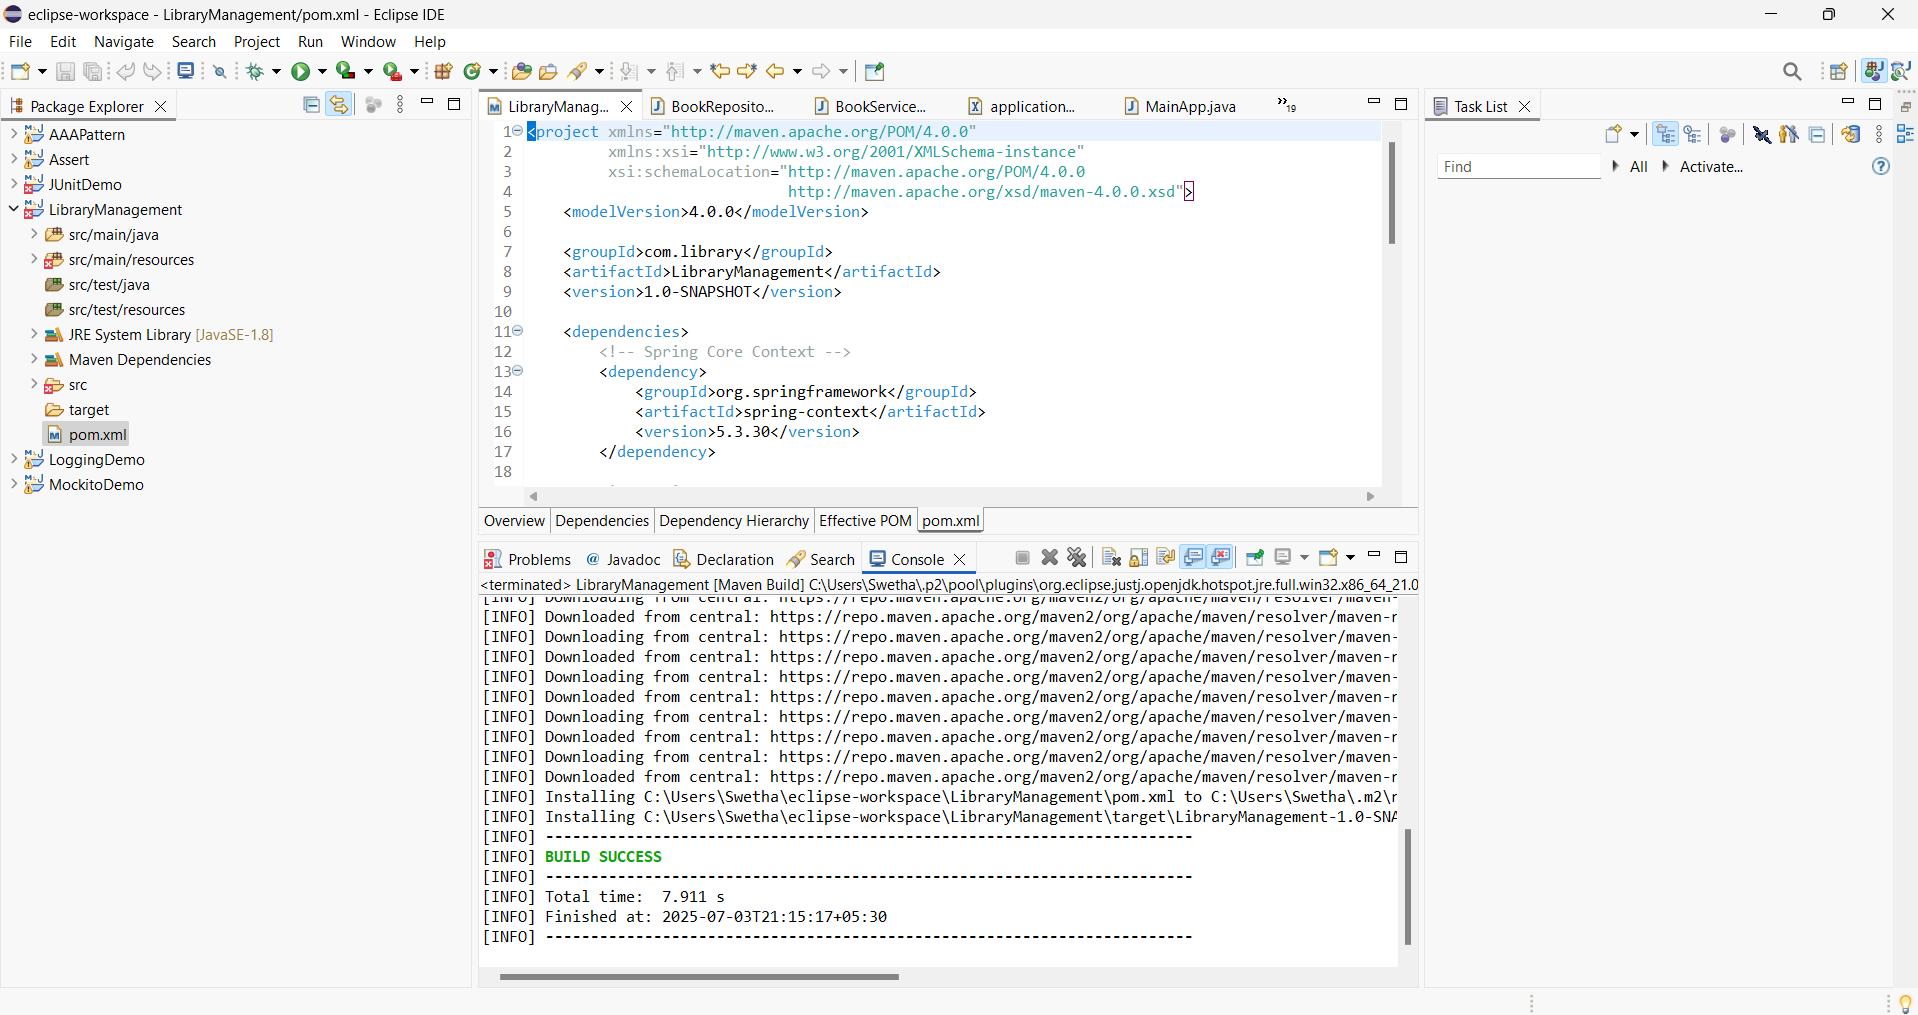 eclipse-workspace - LibraryManagement/pom.xml - Eclipse IDE
File Edit Navigate Search Project Run Window Help
Package Explorer
AAAPattern
Assert
JUnitDemo
LibraryManagement
src/main/java
src/main/resources
src/test/java
src/test/resources
JRE System Library [JavaSE-1.8]
Maven Dependencies
src
target
pom.xml
LoggingDemo
MockitoDemo
LibraryManag... BookReposito... BookService... application... MainApp.java »19
1 <project xmlns="http://maven.apache.org/POM/4.0.0"
2 xmlns:xsi="http://www.w3.org/2001/XMLSchema-instance"
3 xsi:schemaLocation="http://maven.apache.org/POM/4.0.0
4 http://maven.apache.org/xsd/maven-4.0.0.xsd">
5 <modelVersion>4.0.0</modelVersion>
6
7 <groupId>com.library</groupId>
8 <artifactId>LibraryManagement</artifactId>
9 <version>1.0-SNAPSHOT</version>
10
11 <dependencies>
12 <!-- Spring Core Context -->
13 <dependency>
14 <groupId>org.springframework</groupId>
15 <artifactId>spring-context</artifactId>
16 <version>5.3.30</version>
17 </dependency>
18
Overview Dependencies Dependency Hierarchy Effective POM pom.xml
Problems Javadoc Declaration Search Console
<terminated> LibraryManagement [Maven Build] C:\Users\Swetha\.p2\pool\plugins\org.eclipse.justj.openjdk.hotspot.jre.full.win32.x86_64_21.0
[INFO] Downloading from central: https://repo.maven.apache.org/maven2/org/apache/maven/resolver/maven-
[INFO] Downloaded from central: https://repo.maven.apache.org/maven2/org/apache/maven/resolver/maven-r
[INFO] Downloading from central: https://repo.maven.apache.org/maven2/org/apache/maven/resolver/maven-
[INFO] Downloaded from central: https://repo.maven.apache.org/maven2/org/apache/maven/resolver/maven-r
[INFO] Downloading from central: https://repo.maven.apache.org/maven2/org/apache/maven/resolver/maven-
[INFO] Downloaded from central: https://repo.maven.apache.org/maven2/org/apache/maven/resolver/maven-r
[INFO] Downloading from central: https://repo.maven.apache.org/maven2/org/apache/maven/resolver/maven-
[INFO] Downloaded from central: https://repo.maven.apache.org/maven2/org/apache/maven/resolver/maven-r
[INFO] Downloading from central: https://repo.maven.apache.org/maven2/org/apache/maven/resolver/maven-
[INFO] Downloaded from central: https://repo.maven.apache.org/maven2/org/apache/maven/resolver/maven-r
[INFO] Installing C:\Users\Swetha\eclipse-workspace\LibraryManagement\pom.xml to C:\Users\Swetha\.m2\r
[INFO] Installing C:\Users\Swetha\eclipse-workspace\LibraryManagement\target\LibraryManagement-1.0-SNA
[INFO] ------------------------------------------------------------------------
[INFO] BUILD SUCCESS
[INFO] ------------------------------------------------------------------------
[INFO] Total time: 7.911 s
[INFO] Finished at: 2025-07-03T21:15:17+05:30
[INFO] ------------------------------------------------------------------------
Task List
Find All Activate...